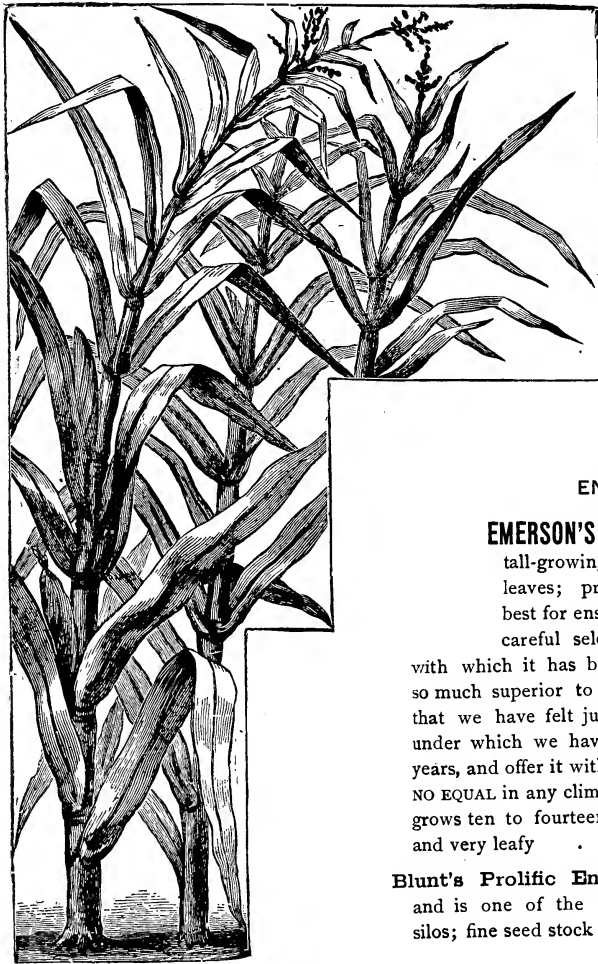 EN
EMERSON'S
tall-growin
leaves; pr
best for ens
careful sel
with which it has b
so much superior to
that we have felt ju
under which we hav
years, and offer it wit
NO EQUAL in any clim
grows ten to fourteen
and very leafy .
Blunt's Prolific En
and is one of the
silos; fine seed stock